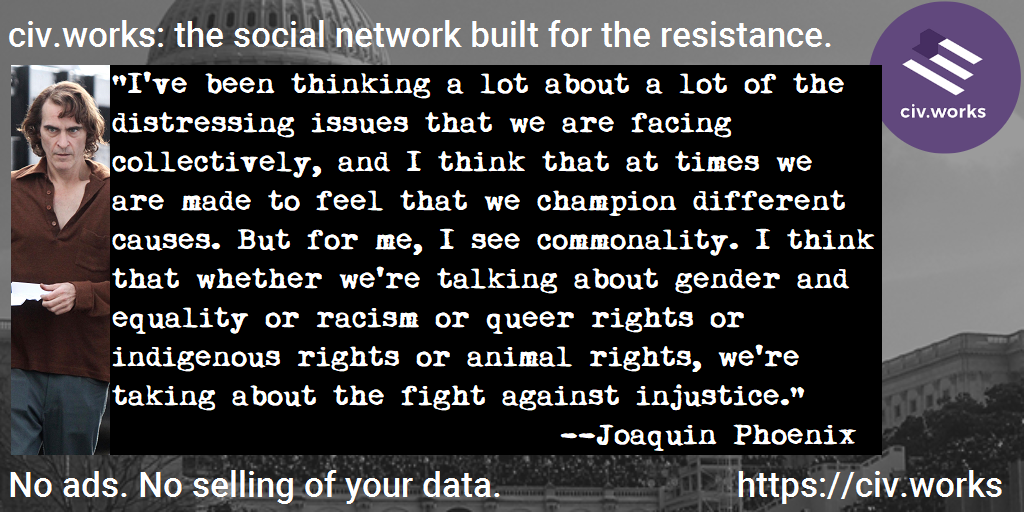 civ.works: the social network built for the resistance.
civ.works
"I've been thinking a lot about a lot of the
distressing issues that we are facing
collectively, and I think that at times we
are made to feel that we champion different
causes. But for me, I see commonality. I think
that whether we're talking about gender and
equality or racism or queer rights or
indigenous rights or animal rights, we're
taking about the fight against injustice."
--Joaquin Phoenix
No ads. No selling of your data.
https://civ.works